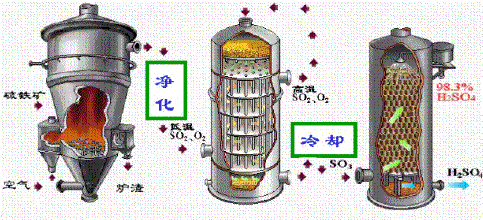 硫铁矿
空气
炉渣
净
化
低温
SO2、O2
高温
SO2、O2
冷却
SO3
98.3%
H2SO4
H2SO4